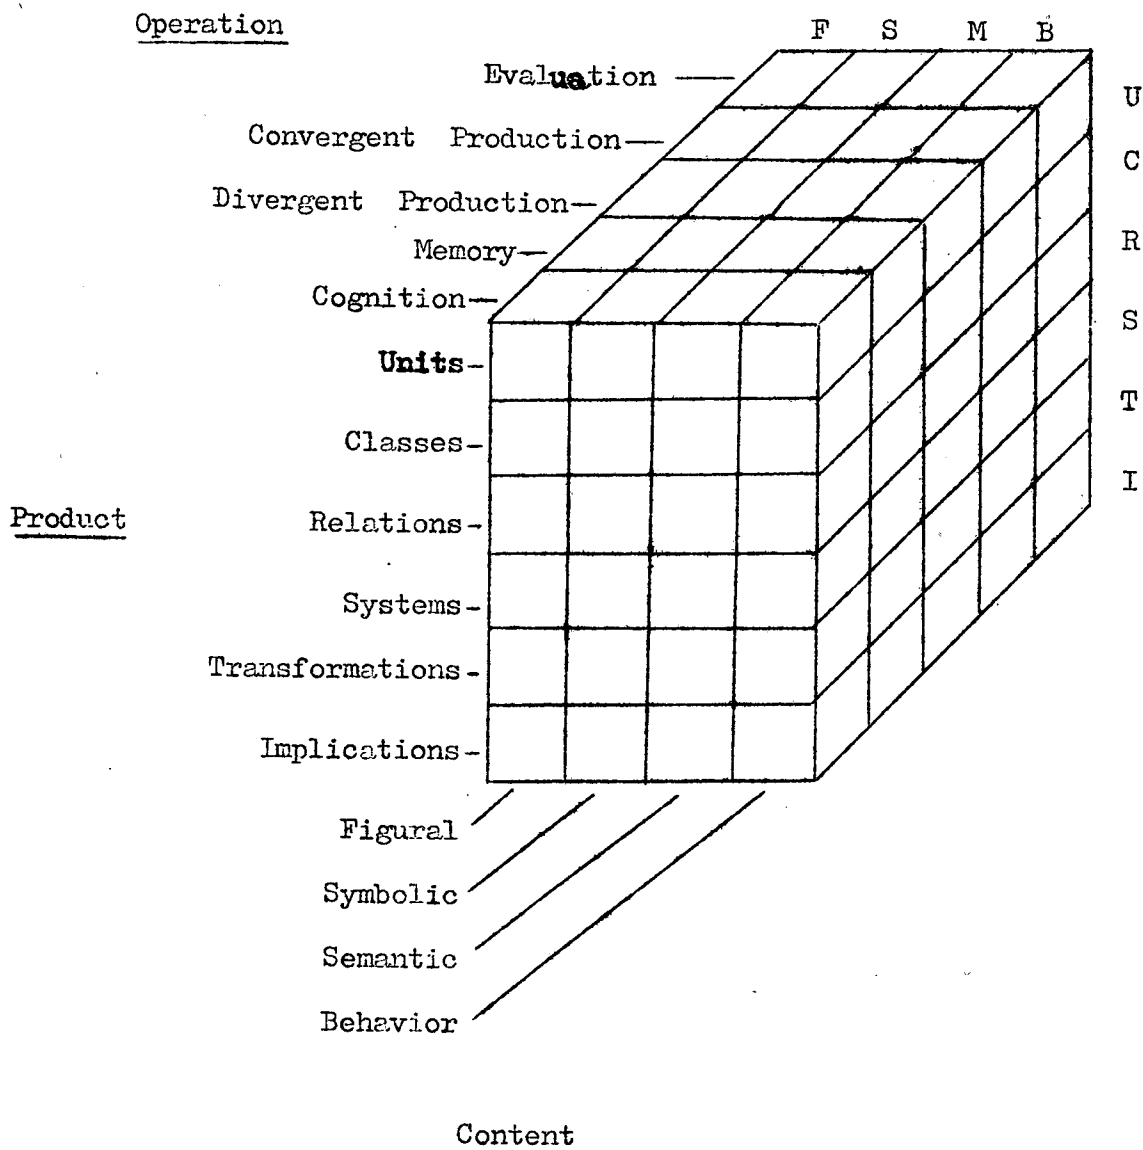 Operation
F S M B
Evaluation
U
Convergent Production
C
Divergent Production
R
Memory
Cognition
S
Units
T
Classes
I
Product
Relations
Systems
Transformations
Implications
Figural
Symbolic
Semantic
Behavior
Content